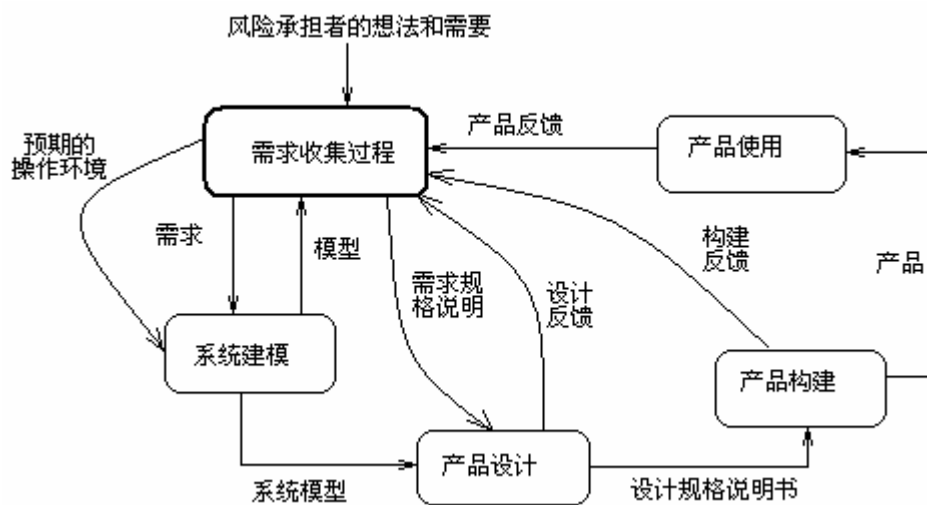 风险承担者的想法和需要
预期的
操作环境
需求收集过程
产品反馈
产品使用
需求
模型
需求规
格说明
设计
反馈
构建
反馈
产品
系统建模
产品构建
产品设计
系统模型
设计规格说明书